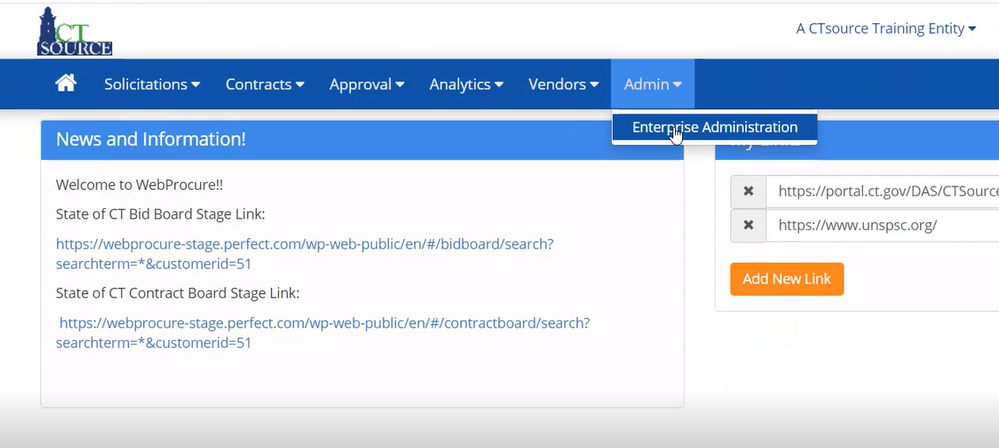 CT
SOURCE
A CTsource Training Entity
Solicitations
Contracts
Approval
Analytics
Vendors
Admin
Enterprise Administration
News and Information!
Welcome to WebProcure!!
State of CT Bid Board Stage Link:
https://webprocure-stage.perfect.com/wp-web-public/en/#/bidboard/search?
searchterm=*&customerid=51
State of CT Contract Board Stage Link:
https://webprocure-stage.perfect.com/wp-web-public/en/#/contractboard/search?
searchterm=*&customerid=51
https://portal.ct.gov/DAS/CTSource
https://www.unspsc.org/
Add New Link